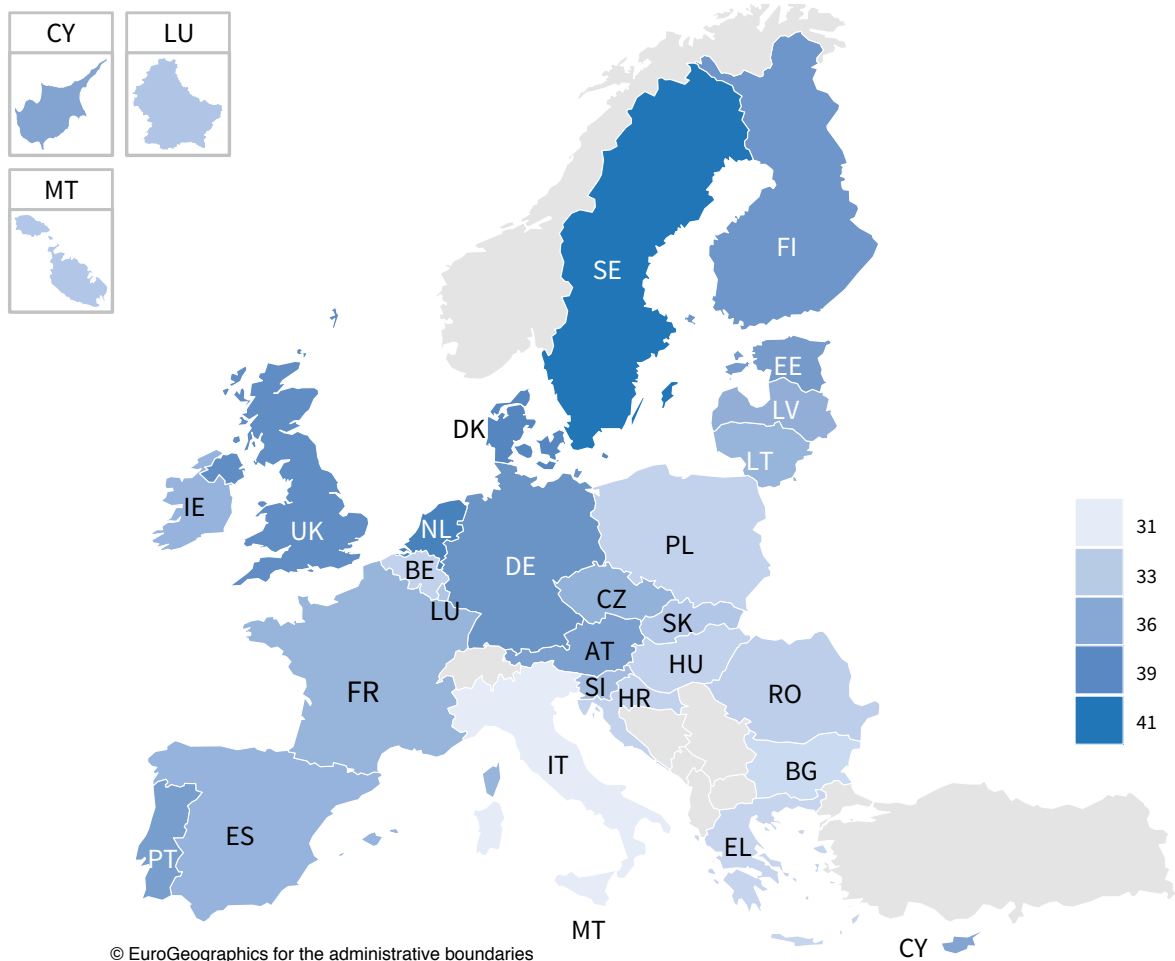 CY
LU
MT
FI
SE
EE
LV
DK
LT
IE
UK
NL
PL
DE
BE
CZ
LU
SK
AT
HU
SI
HR
RO
FR
IT
BG
ES
EL
PT
MT
CY
31
33
36
39
41
© EuroGeographics for the administrative boundaries